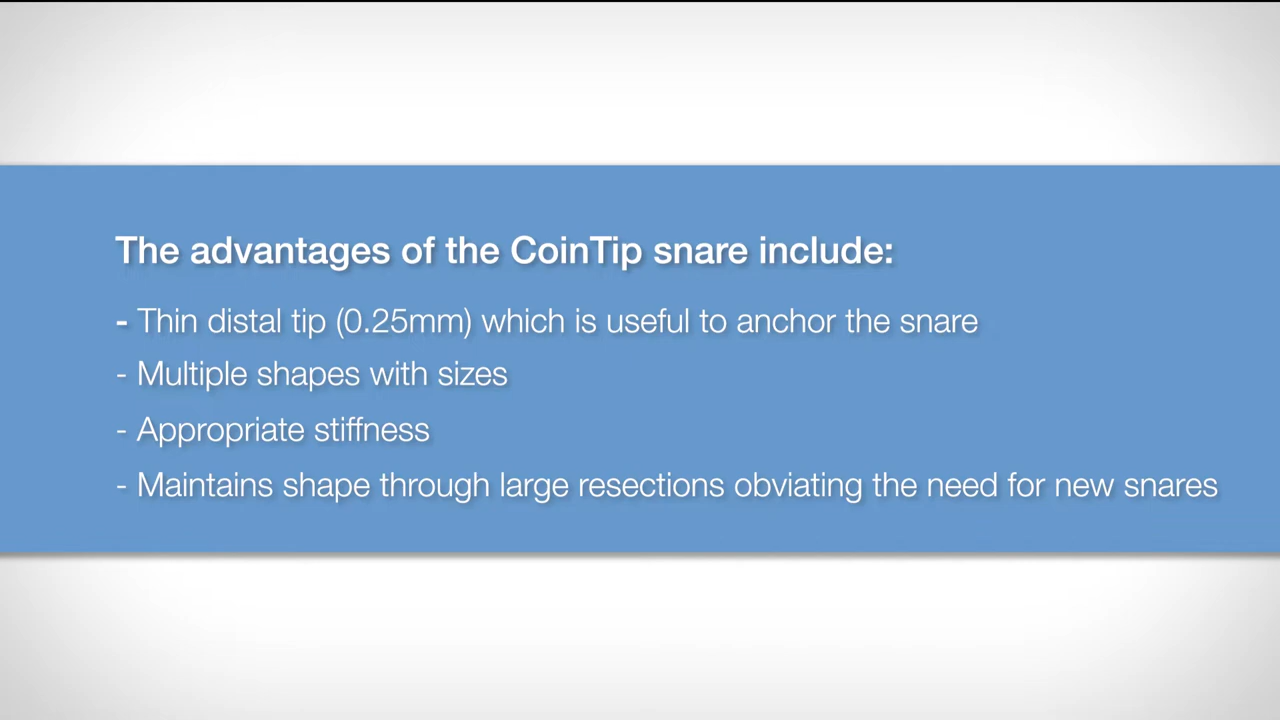 The advantages of the CoinTip snare include:
- Thin distal tip (0.25mm) which is useful to anchor the snare
- Multiple shapes with sizes
- Appropriate stiffness
- Maintains shape through large resections obviating the need for new snares